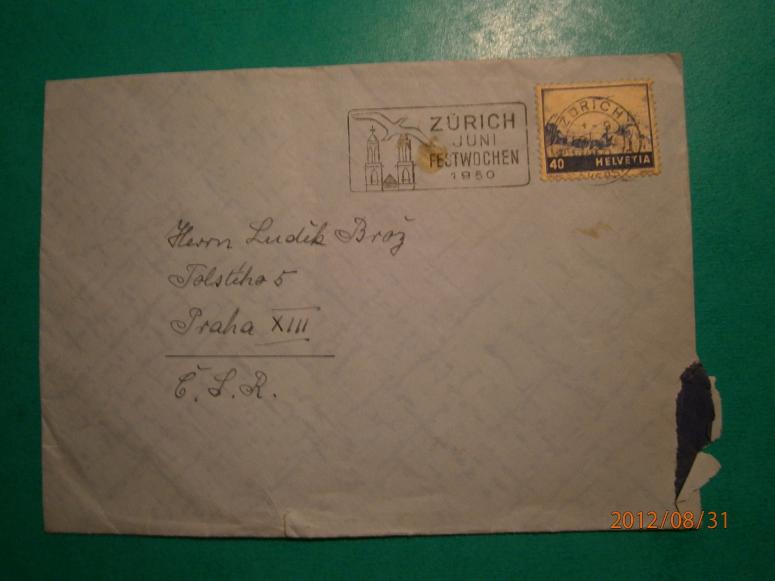 ZÜRICH
JUNI
FESTWOCHEN
1950
ZÜRICH
40 HELVETIA
Herrn Luděk Brož
Tolstého 5
Praha XIII
Č. S. R.
2012/08/31